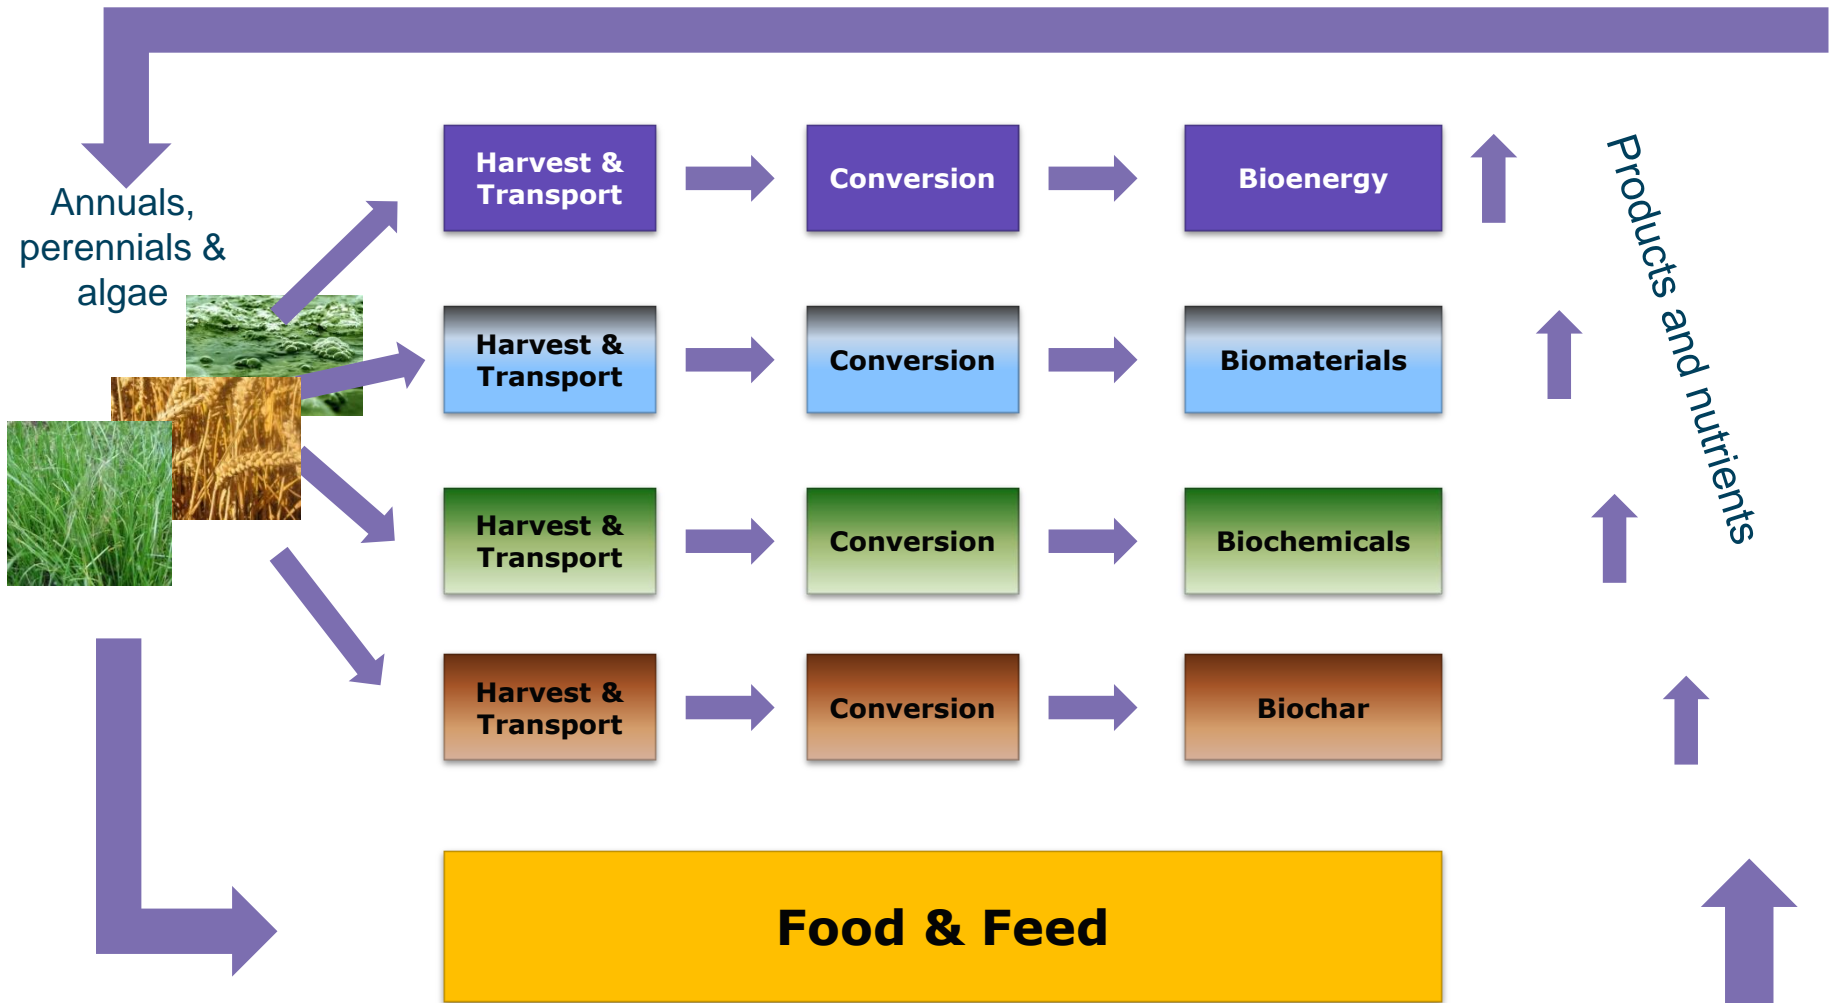 Annuals,
perennials &
algae
Harvest &
Transport
Conversion
Bioenergy
Harvest &
Transport
Conversion
Biomaterials
Harvest &
Transport
Conversion
Biochemicals
Harvest &
Transport
Conversion
Biochar
Food & Feed
Products and nutrients